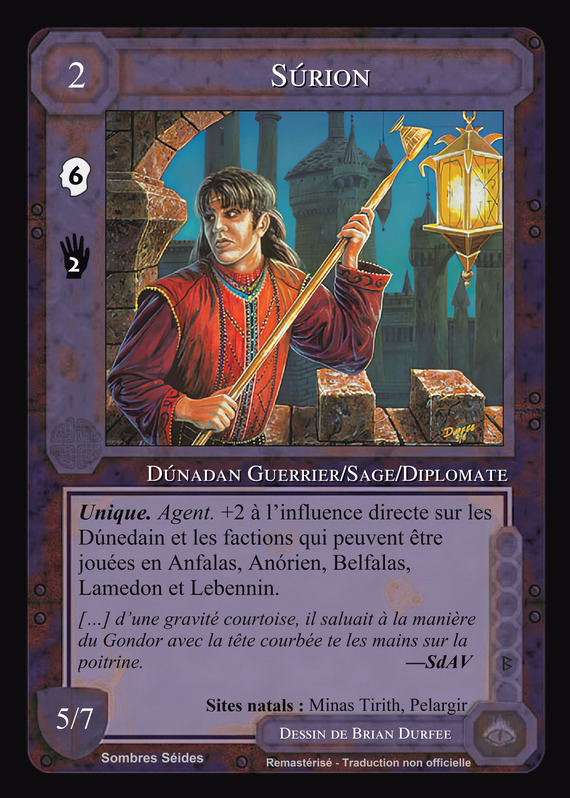 2
SÚRION
6
2
DÚNADAN GUERRIER/SAGE/DIPLOMATE
Unique. Agent. +2 à l’influence directe sur les
Dúnedain et les factions qui peuvent être
jouées en Anfalas, Anórien, Belfalas,
Lamedon et Lebennin.
[...] d’une gravité courtoise, il saluait à la manière
du Gondor avec la tête courbée te les mains sur la
poitrine. —SdAV
Sites natals : Minas Tirith, Pelargir
5/7
DESSIN DE BRIAN DURFEE
Sombres Séides
Remastérisé - Traduction non officielle